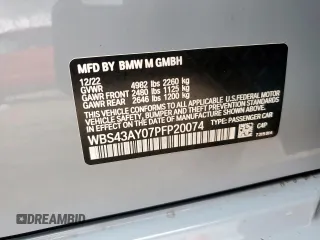 MFD BY BMW M GMBH
12/22
GVWR 4982 lbs 2260 kg
GAWR FRONT 2480 lbs 1125 kg
GAWR REAR 2646 lbs 1200 kg
THIS VEHICLE CONFORMS TO ALL APPLICABLE
FEDERAL MOTOR VEHICLE SAFETY, BUMPER,
AND THEFT PREVENTION STANDARDS IN EFFECT ON
THE DATE OF MANUFACTURE SHOWN ABOVE.
WBS43AY07PFP20074 TYPE: PASSENGER CAR
C4P
DREAMBID